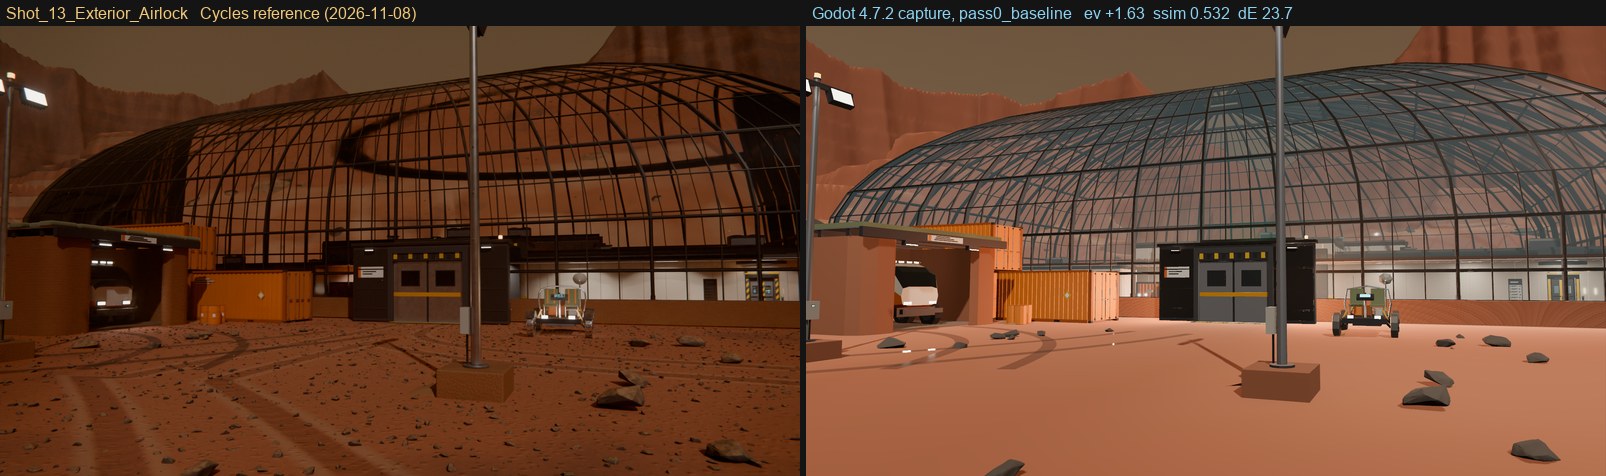 Shot_13_Exterior_Airlock Cycles reference (2026-11-08)
Godot 4.7.2 capture, pass0_baseline ev +1.63 ssim 0.532 dE 23.7